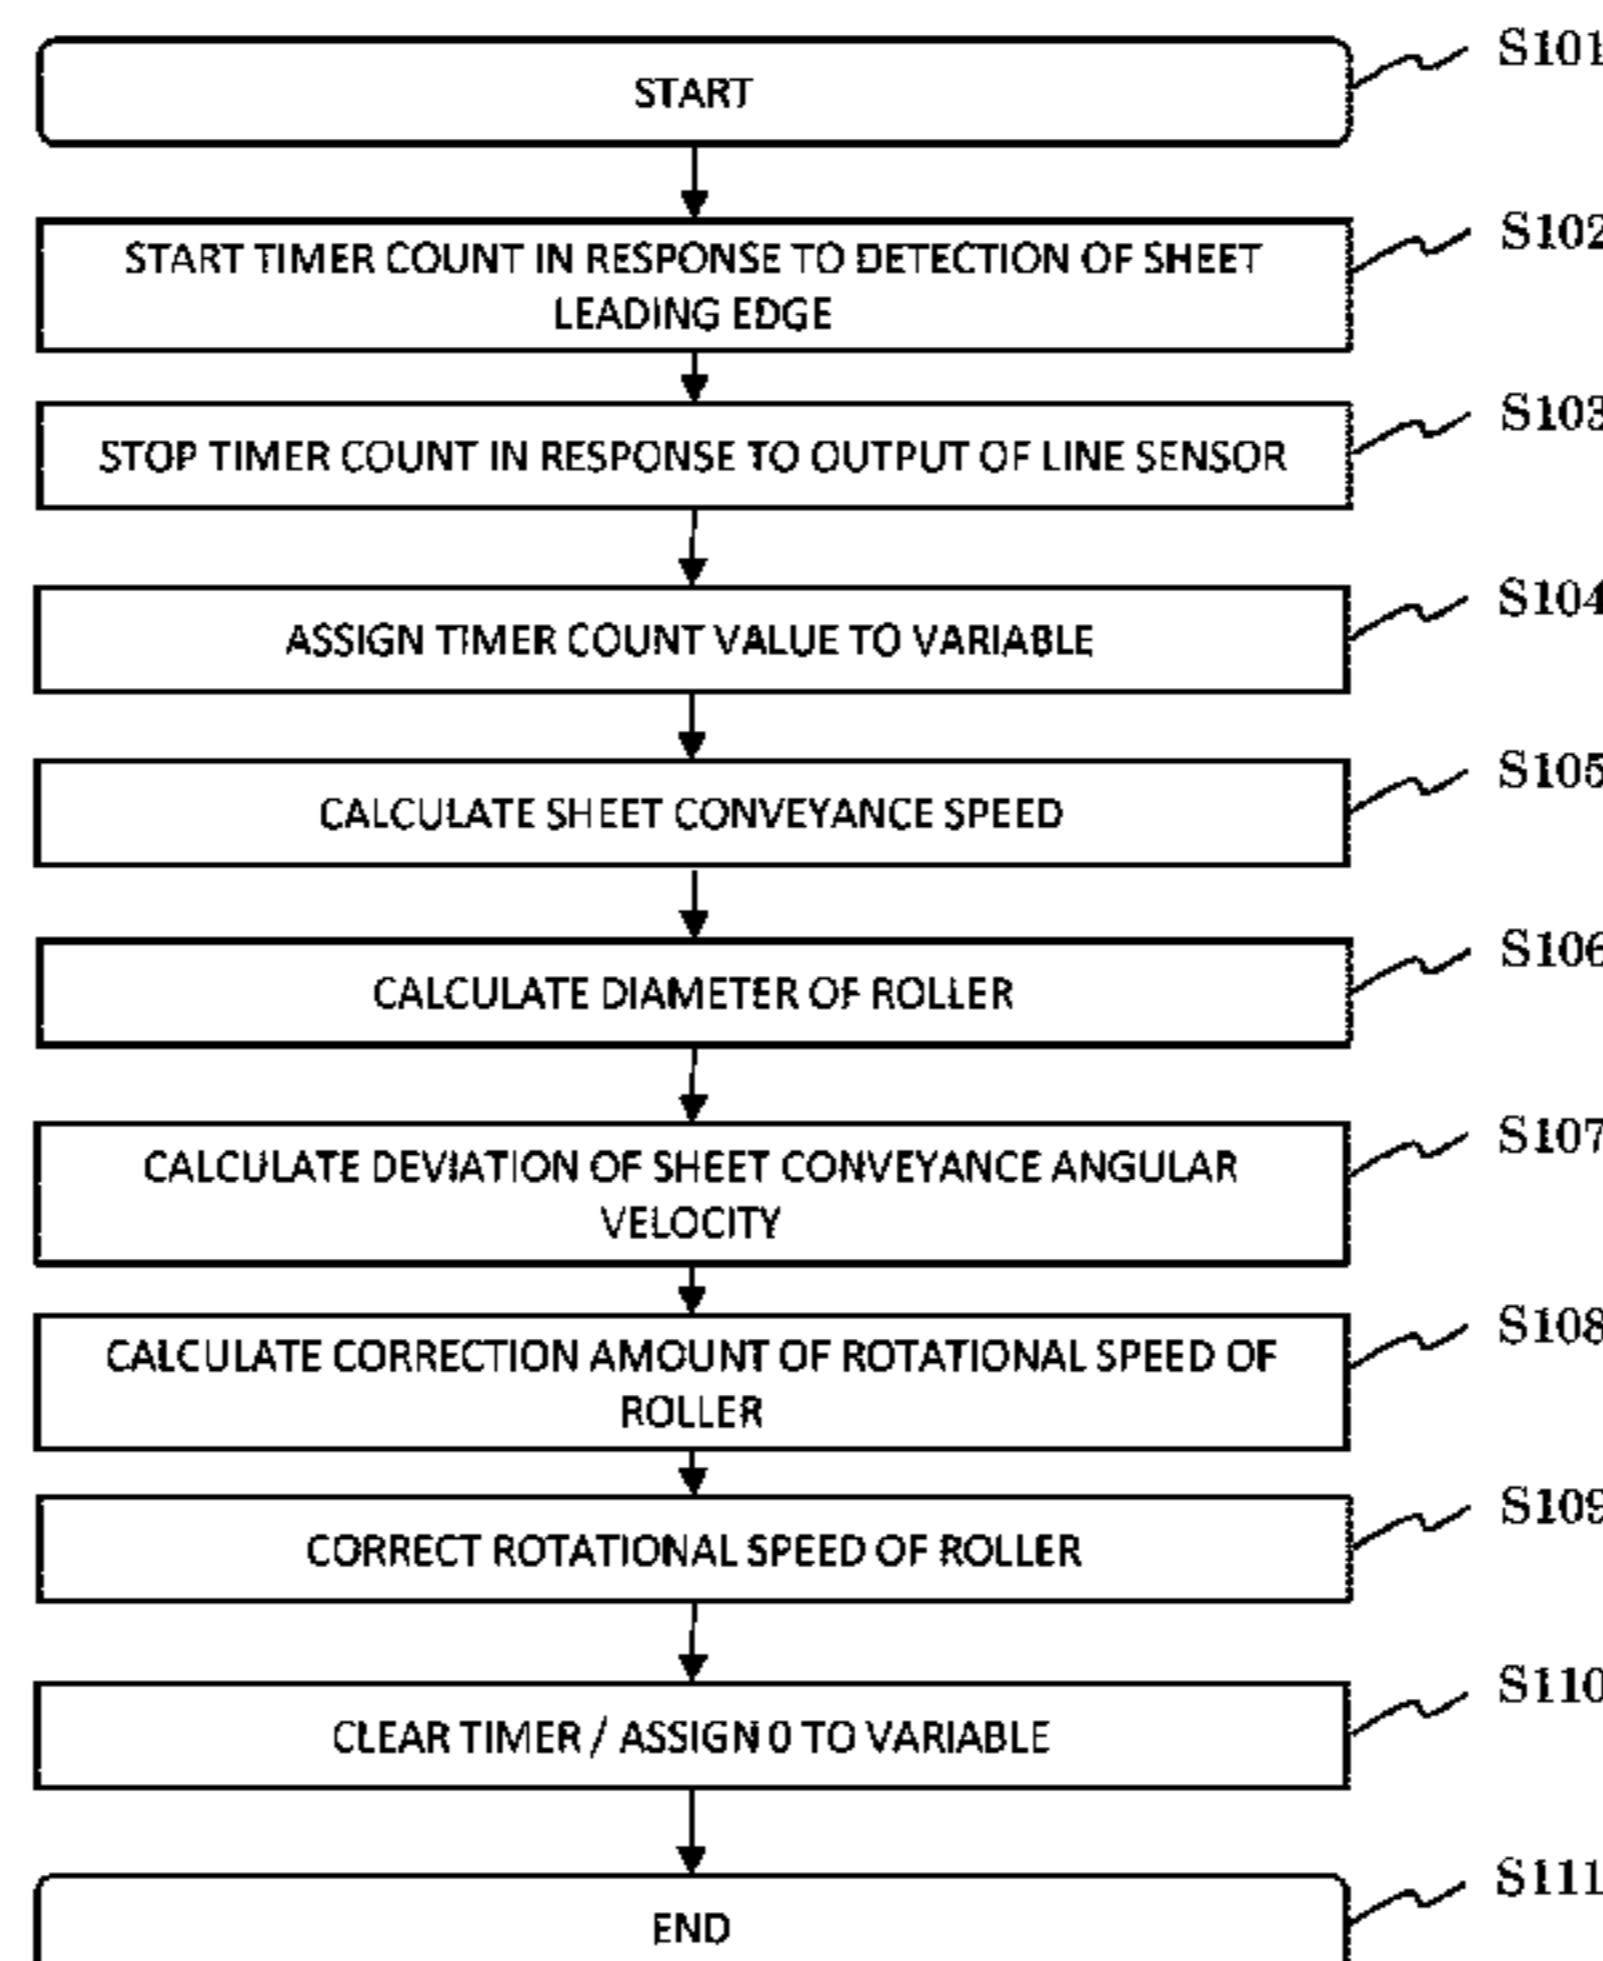 START
S101
START TIMER COUNT IN RESPONSE TO DETECTION OF SHEET
LEADING EDGE
S102
STOP TIMER COUNT IN RESPONSE TO OUTPUT OF LINE SENSOR
S103
ASSIGN TIMER COUNT VALUE TO VARIABLE
S104
CALCULATE SHEET CONVEYANCE SPEED
S105
CALCULATE DIAMETER OF ROLLER
S106
CALCULATE DEVIATION OF SHEET CONVEYANCE ANGULAR
VELOCITY
S107
CALCULATE CORRECTION AMOUNT OF ROTATIONAL SPEED OF
ROLLER
S108
CORRECT ROTATIONAL SPEED OF ROLLER
S109
CLEAR TIMER / ASSIGN 0 TO VARIABLE
S110
END
S111